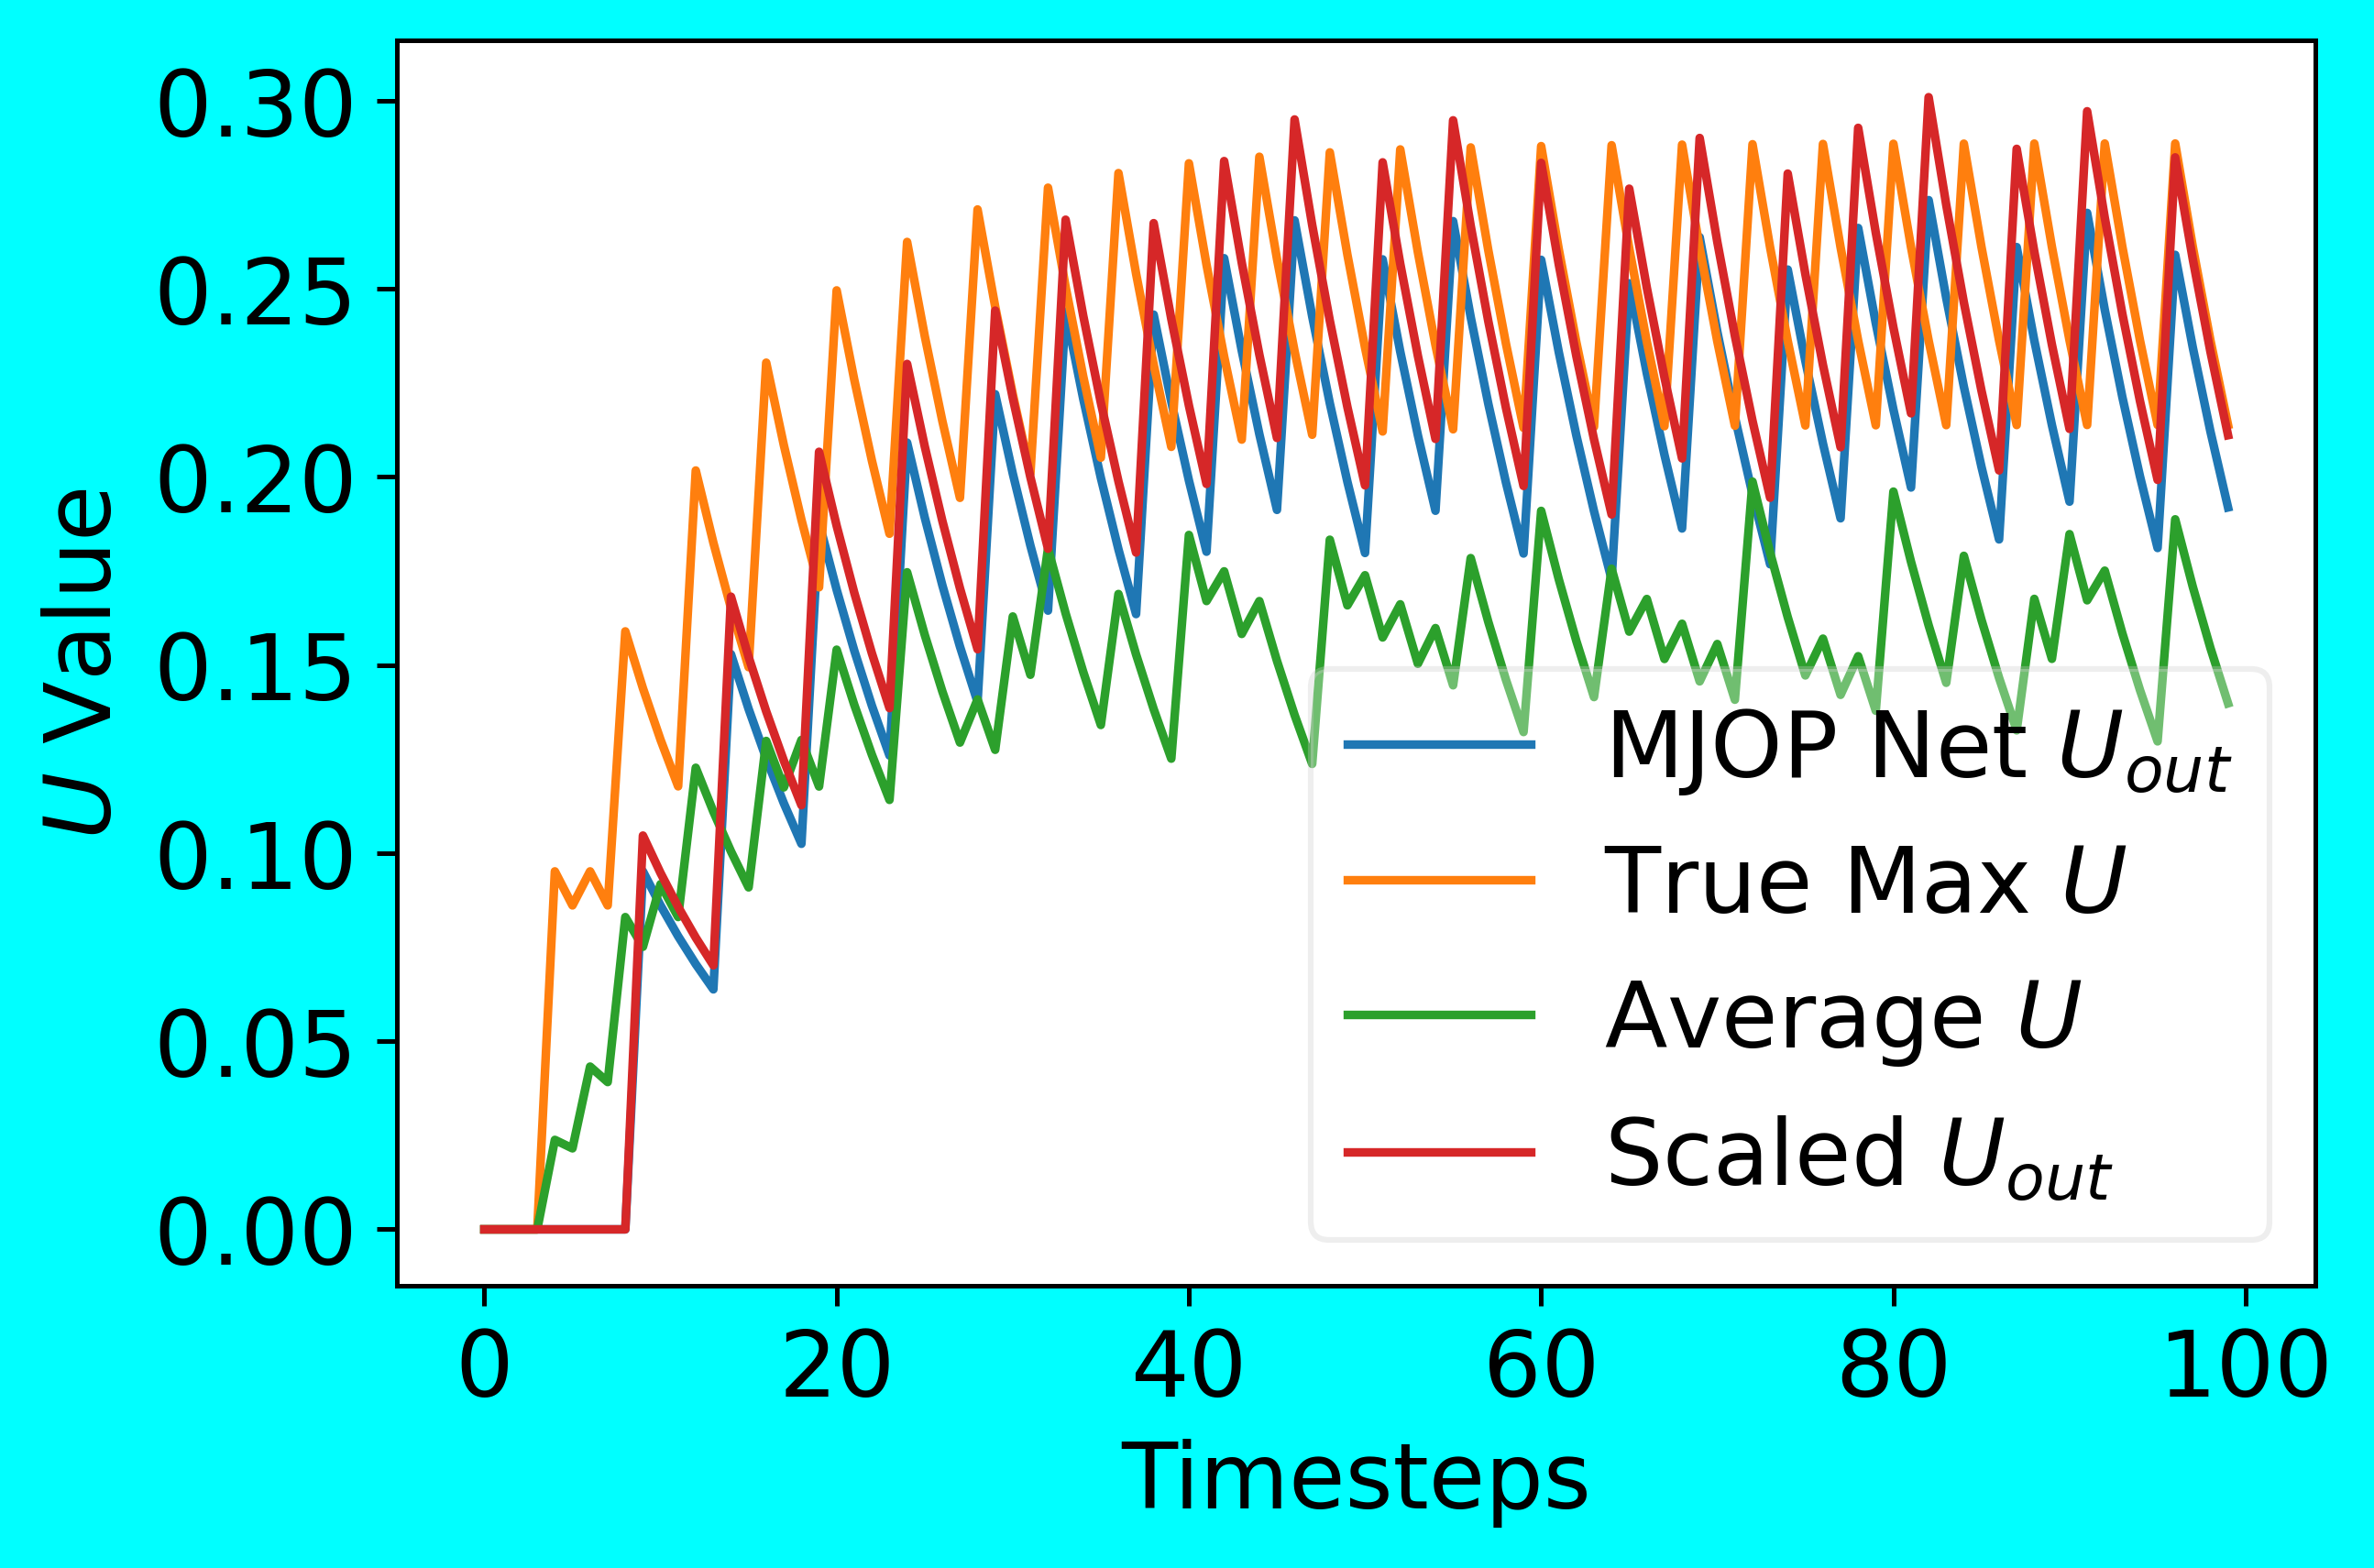 0.30
0.25
0.20
0.15
0.10
0.05
0.00
U Value
MJOP Net U_out
True Max U
Average U
Scaled U_out
0 20 40 60 80 100
Timesteps